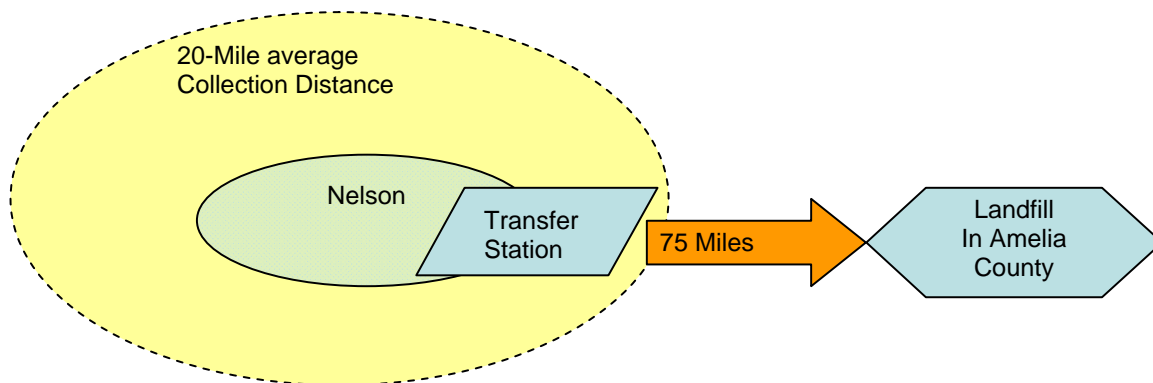 20-Mile average
Collection Distance
Nelson
Transfer
Station
75 Miles
Landfill
In Amelia
County